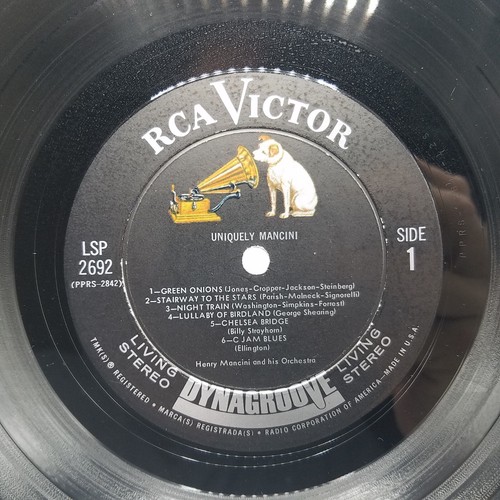 RCA VICTOR
UNIQUELY MANCINI
LSP
2692
(PPRS-2842)
SIDE
1
1—GREEN ONIONS (Jones-Cropper-Jackson-Steinberg)
2—STAIRWAY TO THE STARS (Parish-Malneck-Signorelli)
3—NIGHT TRAIN (Washington-Simpkins-Forrest)
4—LULLABY OF BIRDLAND (George Shearing)
5—CHELSEA BRIDGE
(Billy Strayhorn)
6—C JAM BLUES
(Ellington)
Henry Mancini and his Orchestra
LIVING
STEREO
DYNAGROOVE
LIVING
STEREO
TMK(S) ® REGISTERED • MARCA(S) REGISTRADA(S) • RADIO CORPORATION OF AMERICA—MADE IN U.S.A.